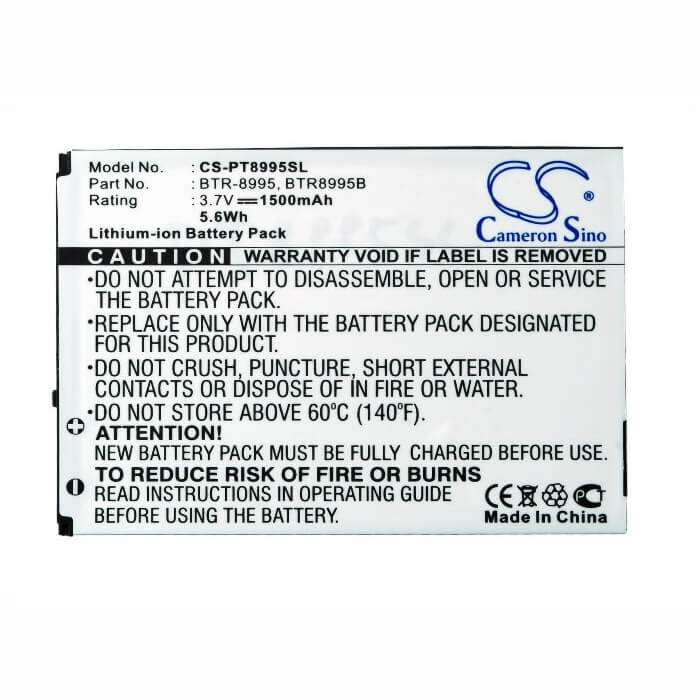 Model No. : CS-PT8995SL
Part No. : BTR-8995, BTR8995B
Rating : 3.7V⎓1500mAh
5.6Wh
Lithium-ion Battery Pack
CS
Cameron Sino
CAUTION WARRANTY VOID IF LABEL IS REMOVED
•DO NOT ATTEMPT TO DISASSEMBLE, OPEN OR SERVICE
THE BATTERY PACK.
•REPLACE ONLY WITH THE BATTERY PACK DESIGNATED
FOR THIS PRODUCT.
•DO NOT CRUSH, PUNCTURE, SHORT EXTERNAL
CONTACTS OR DISPOSE OF IN FIRE OR WATER.
•DO NOT STORE ABOVE 60°C (140°F).
+ ATTENTION!
NEW BATTERY PACK MUST BE FULLY CHARGED BEFORE USE.
TO REDUCE RISK OF FIRE OR BURNS
READ INSTRUCTIONS IN OPERATING GUIDE
BEFORE USING THE BATTERY.
CE PCT
Made In China